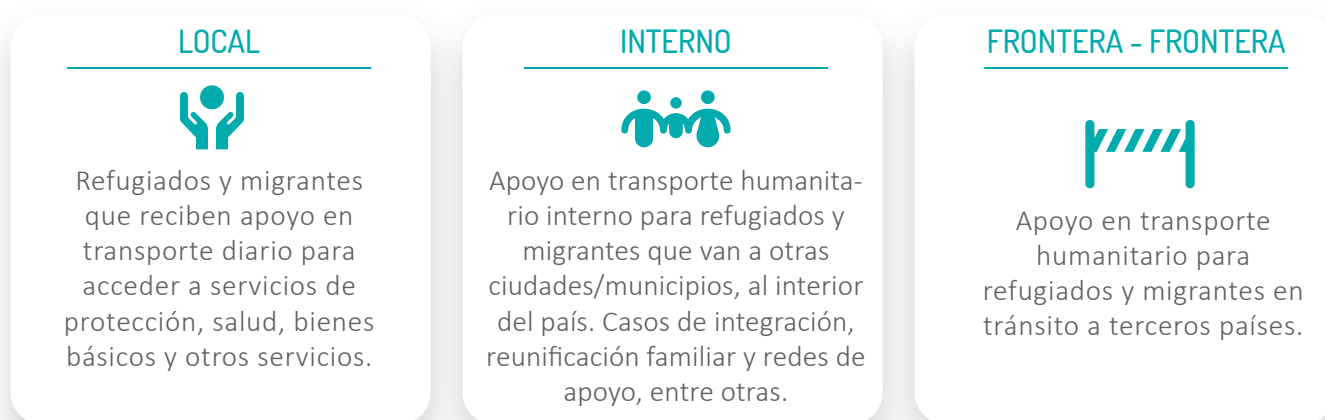 LOCAL
Refugiados y migrantes
que reciben apoyo en
transporte diario para
acceder a servicios de
protección, salud, bienes
básicos y otros servicios.
INTERNO
Apoyo en transporte humanita-
rio interno para refugiados y
migrantes que van a otras
ciudades/municipios, al interior
del país. Casos de integración,
reunificación familiar y redes de
apoyo, entre otras.
FRONTERA - FRONTERA
Apoyo en transporte
humanitario para
refugiados y migrantes en
tránsito a terceros países.